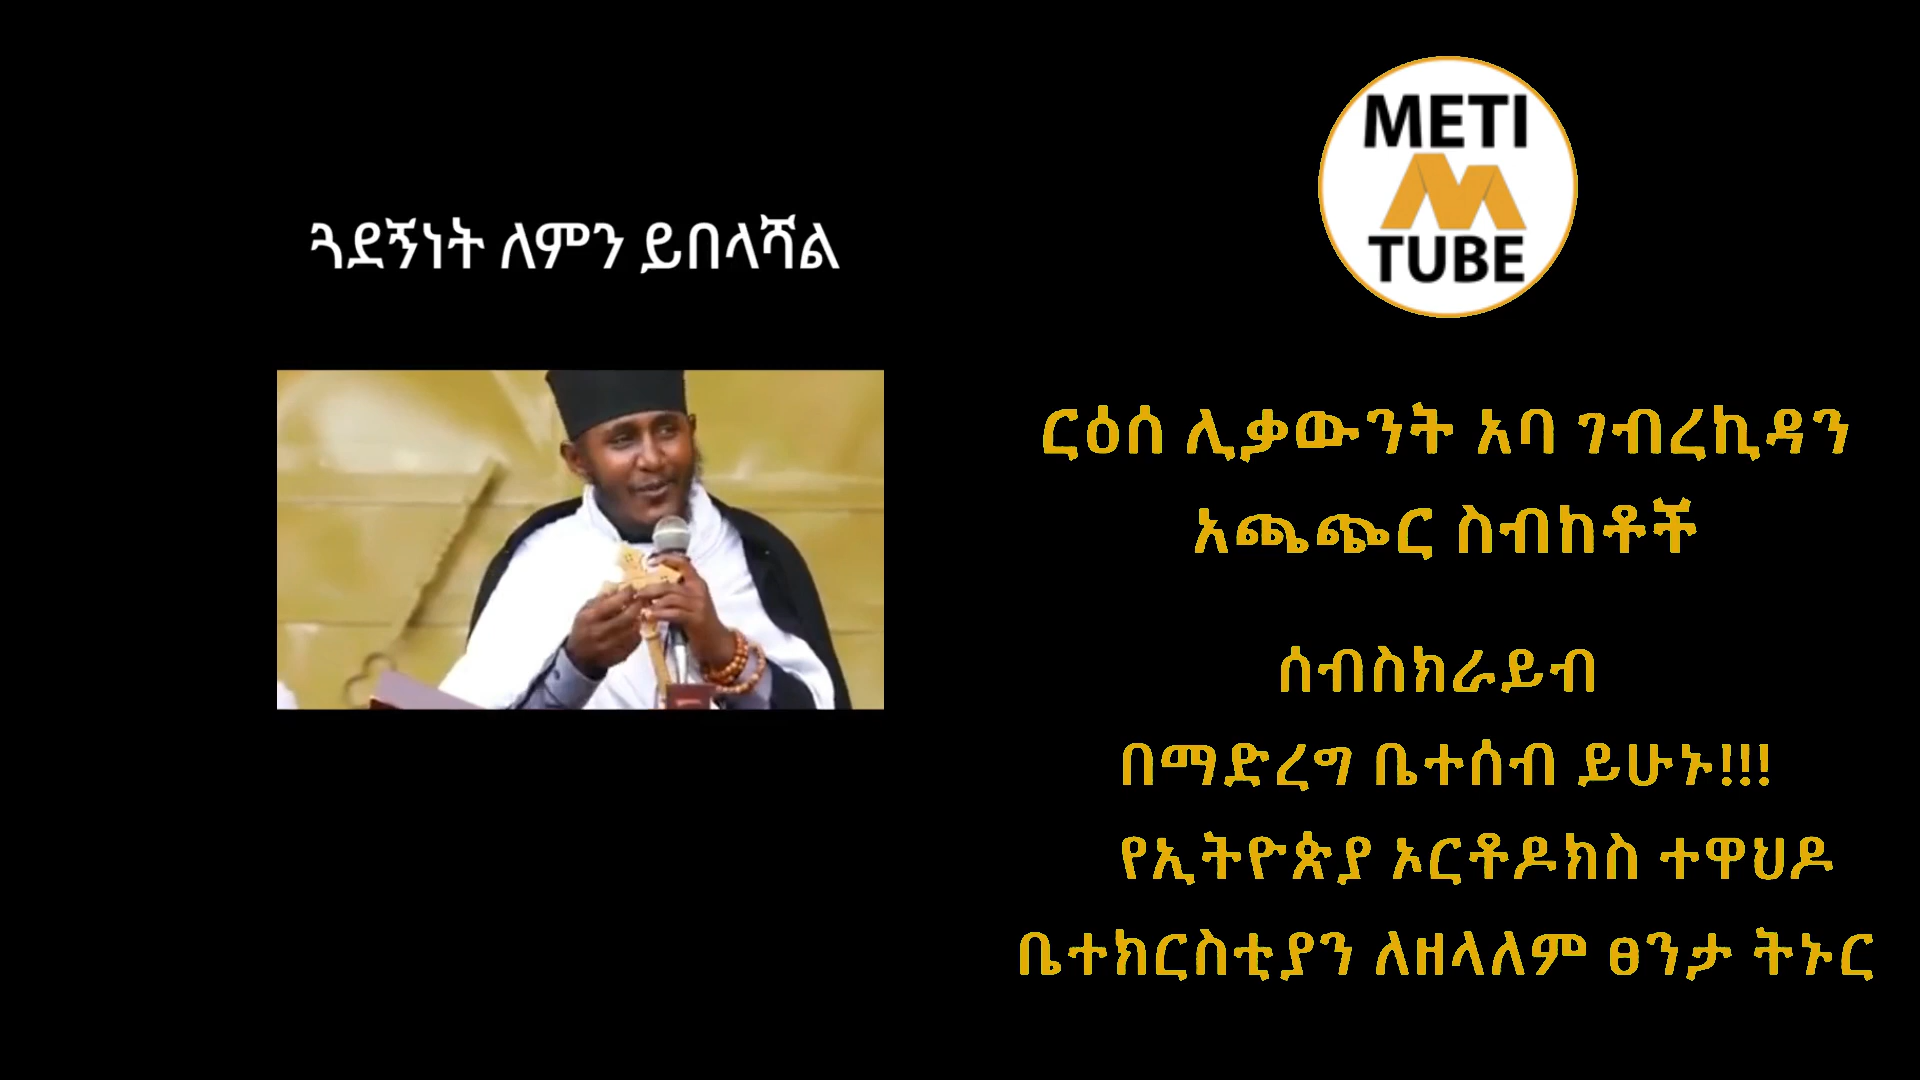 ጓደኝነት ለምን ይበላሻል
METI
TUBE
ርዕሰ ሊቃውንት አባ ገብረኪዳን
አጫጭር ስብከቶች
ሰብስክራይብ
በማድረግ ቤተሰብ ይሁኑ!!!
የኢትዮጵያ ኦርቶዶክስ ተዋህዶ
ቤተክርስቲያን ለዘላለም ፀንታ ትኑር